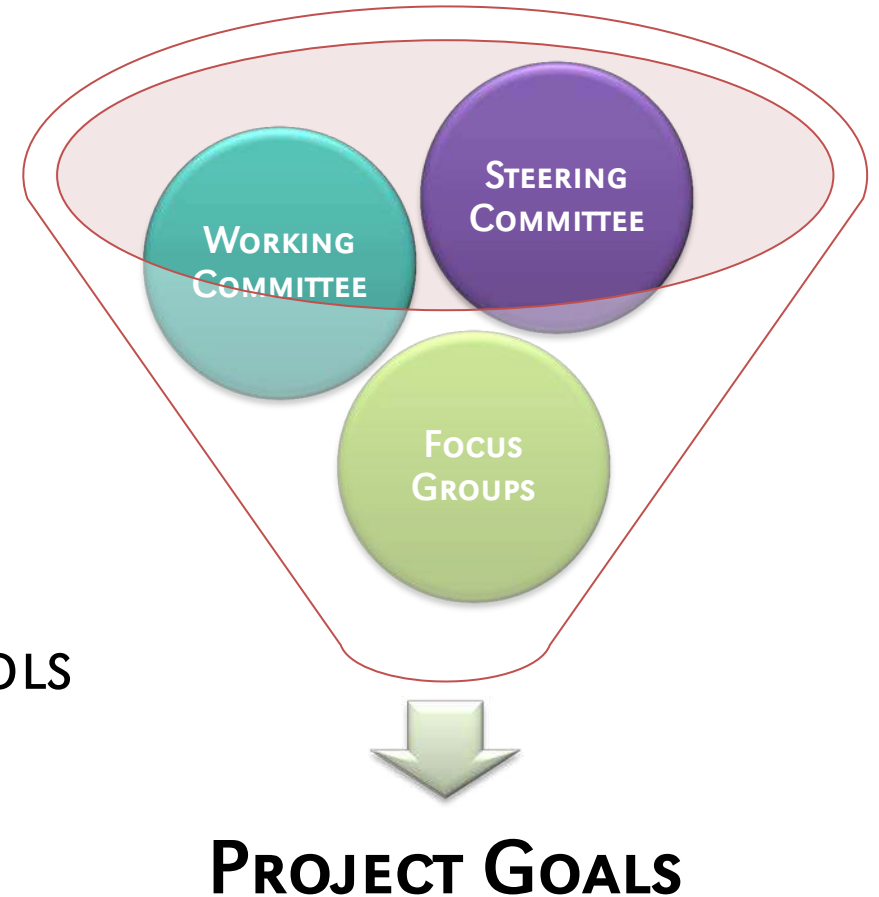 STEERING
COMMITTEE
WORKING
COMMITTEE
FOCUS
GROUPS
OLS
PROJECT GOALS